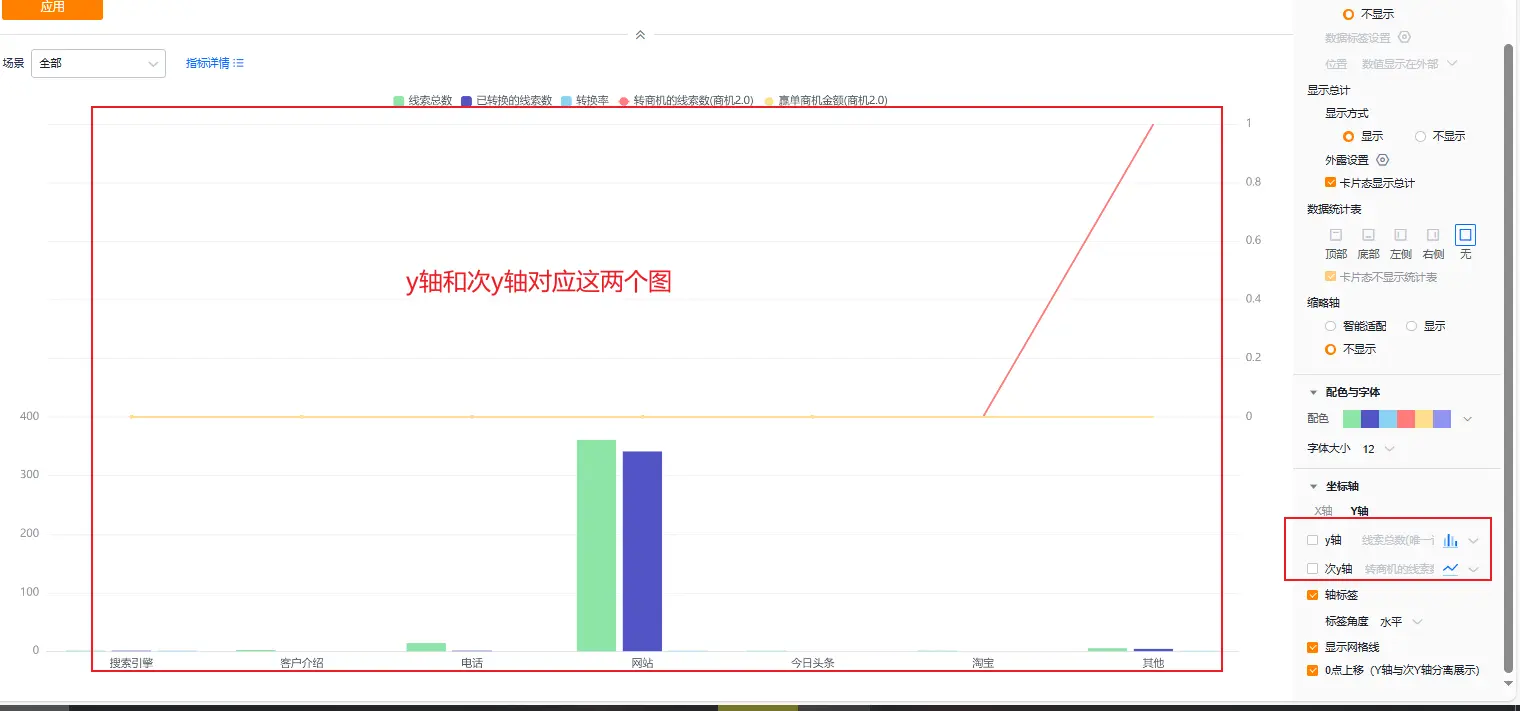 应用
场景 全部 指标详情
线索总数 已转换的线索数 转换率 转商机的线索数(商机2.0) 赢单商机金额(商机2.0)
y轴和次y轴对应这两个图
1
0.8
0.6
0.4
0.2
0
400
300
200
100
0
搜索引擎 客户介绍 电话 网站 今日头条 淘宝 其他
不显示
数据标签设置
位置 数值显示在外部
显示总计
显示方式
显示 不显示
外露设置
卡片态显示总计
数据统计表
顶部 底部 左侧 右侧 无
卡片态不显示统计表
缩略轴
智能适配 显示
不显示
配色与字体
配色
字体大小 12
坐标轴
X轴 Y轴
y轴 线索总数(唯一
次y轴 转商机的线索
轴标签
标签角度 水平
显示网格线
0点上移（Y轴与次Y轴分离展示)